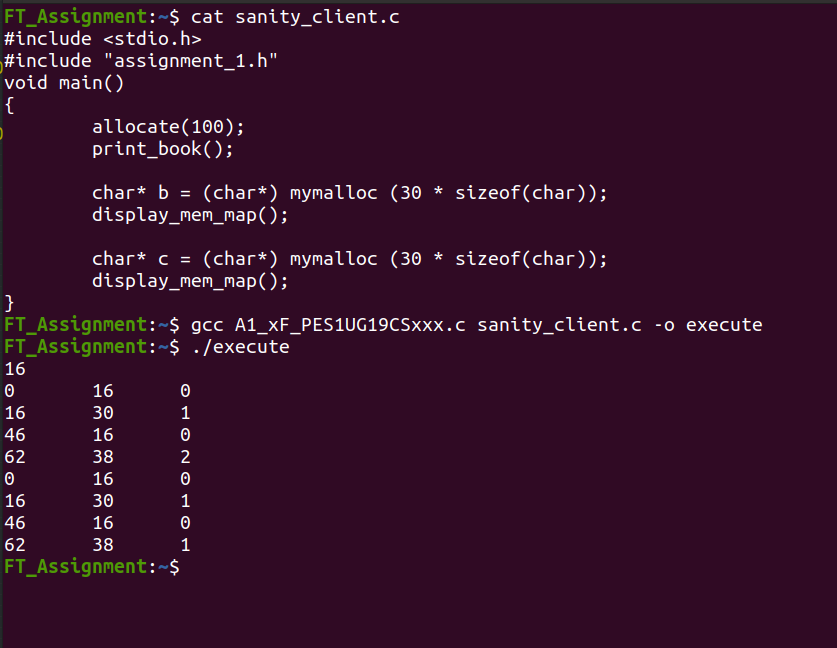 FT_Assignment:~$ cat sanity_client.c
#include <stdio.h>
#include "assignment_1.h"
void main()
{
        allocate(100);
        print_book();

        char* b = (char*) mymalloc (30 * sizeof(char));
        display_mem_map();

        char* c = (char*) mymalloc (30 * sizeof(char));
        display_mem_map();
}
FT_Assignment:~$ gcc A1_xF_PES1UG19CSxxx.c sanity_client.c -o execute
FT_Assignment:~$ ./execute
16
0       16      0
16      30      1
46      16      0
62      38      2
0       16      0
16      30      1
46      16      0
62      38      1
FT_Assignment:~$